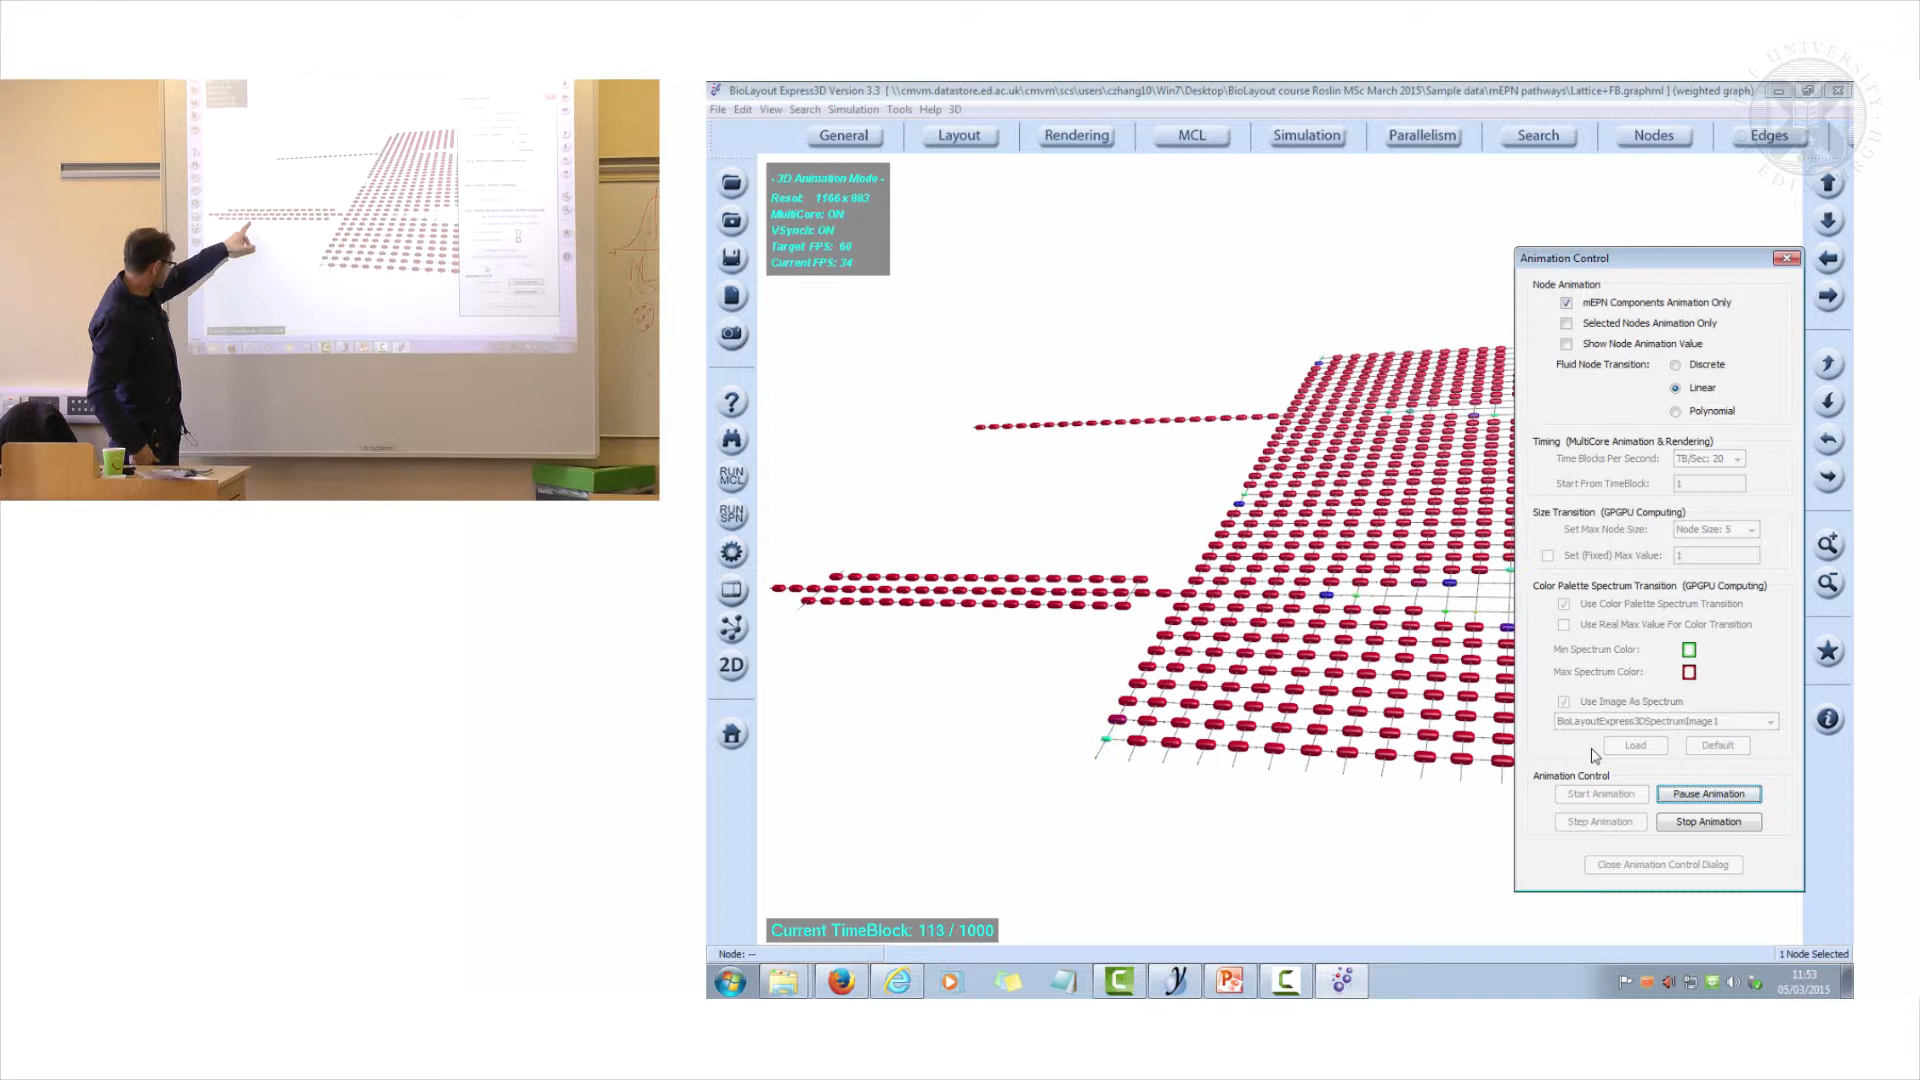 THE UNIVERSITY
EDINBURGH
BioLayout Express3D Version 3.3 [ \\cmvm.datastore.ed.ac.uk\cmvm\scs\users\czhang10\Win7\Desktop\BioLayout course Roslin MSc March 2015\Sample data\mEPN pathways\Lattice+FB.graphml ] (weighted graph)
File Edit View Search Simulation Tools Help 3D
General Layout Rendering MCL Simulation Parallelism Search Nodes Edges
- 3D Animation Mode -
Resol: 1166 x 883
MultiCore: ON
VSynch: ON
Target FPS: 60
Current FPS: 34
RUN MCL
RUN SPN
2D
Animation Control
Node Animation
mEPN Components Animation Only
Selected Nodes Animation Only
Show Node Animation Value
Fluid Node Transition: Discrete
Linear
Polynomial
Timing (MultiCore Animation & Rendering)
Time Blocks Per Second: TB/Sec: 20
Start From TimeBlock: 1
Size Transition (GPGPU Computing)
Set Max Node Size: Node Size: 5
Set (Fixed) Max Value: 1
Color Palette Spectrum Transition (GPGPU Computing)
Use Color Palette Spectrum Transition
Use Real Max Value For Color Transition
Min Spectrum Color:
Max Spectrum Color:
Use Image As Spectrum
BioLayoutExpress3DSpectrumImage1
Load Default
Animation Control
Start Animation Pause Animation
Step Animation Stop Animation
Close Animation Control Dialog
Current TimeBlock: 113 / 1000
Node: --
1 Node Selected
11:53
05/03/2015